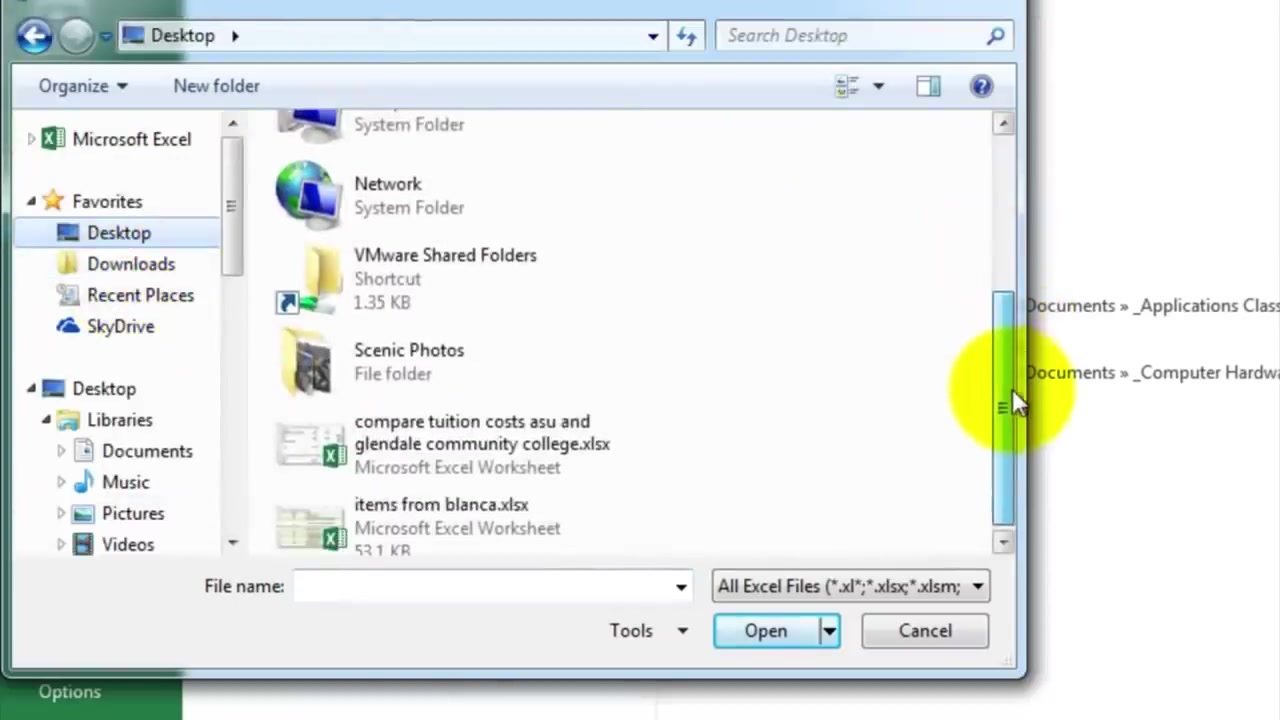 Desktop
Search Desktop
Organize
New folder
Microsoft Excel
Favorites
Desktop
Downloads
Recent Places
SkyDrive
Desktop
Libraries
Documents
Music
Pictures
Videos
System Folder
Network
System Folder
VMware Shared Folders
Shortcut
1.35 KB
Scenic Photos
File folder
compare tuition costs asu and
glendale community college.xlsx
Microsoft Excel Worksheet
items from blanca.xlsx
Microsoft Excel Worksheet
53.1 KB
Documents » _Applications Class
Documents » _Computer Hardwa
File name:
All Excel Files (*.xl*;*.xlsx;*.xlsm;
Tools
Open
Cancel
Options